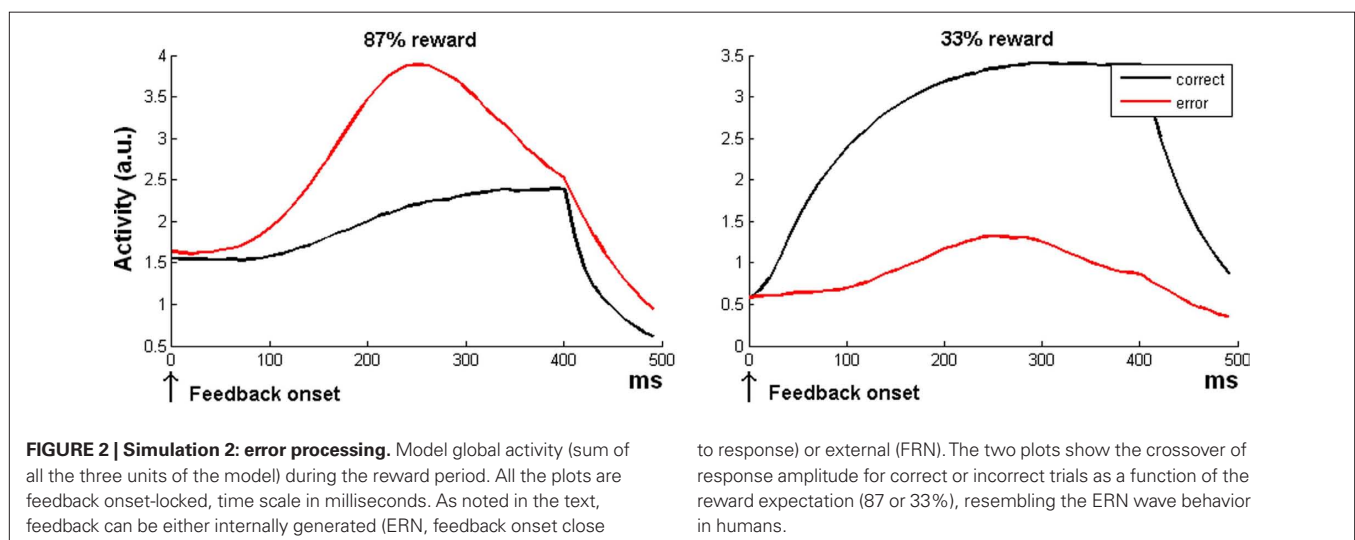 87% reward
4
3.5
3
2.5
2
1.5
1
0.5
Activity (a.u.)
0
100
200
300
400
500
ms
↑ Feedback onset
33% reward
3.5
3
2.5
2
1.5
1
0.5
0
correct
error
0
100
200
300
400
500
ms
↑ Feedback onset
FIGURE 2 | Simulation 2: error processing. Model global activity (sum of
all the three units of the model) during the reward period. All the plots are
feedback onset-locked, time scale in milliseconds. As noted in the text,
feedback can be either internally generated (ERN, feedback onset close
to response) or external (FRN). The two plots show the crossover of
response amplitude for correct or incorrect trials as a function of the
reward expectation (87 or 33%), resembling the ERN wave behavior
in humans.